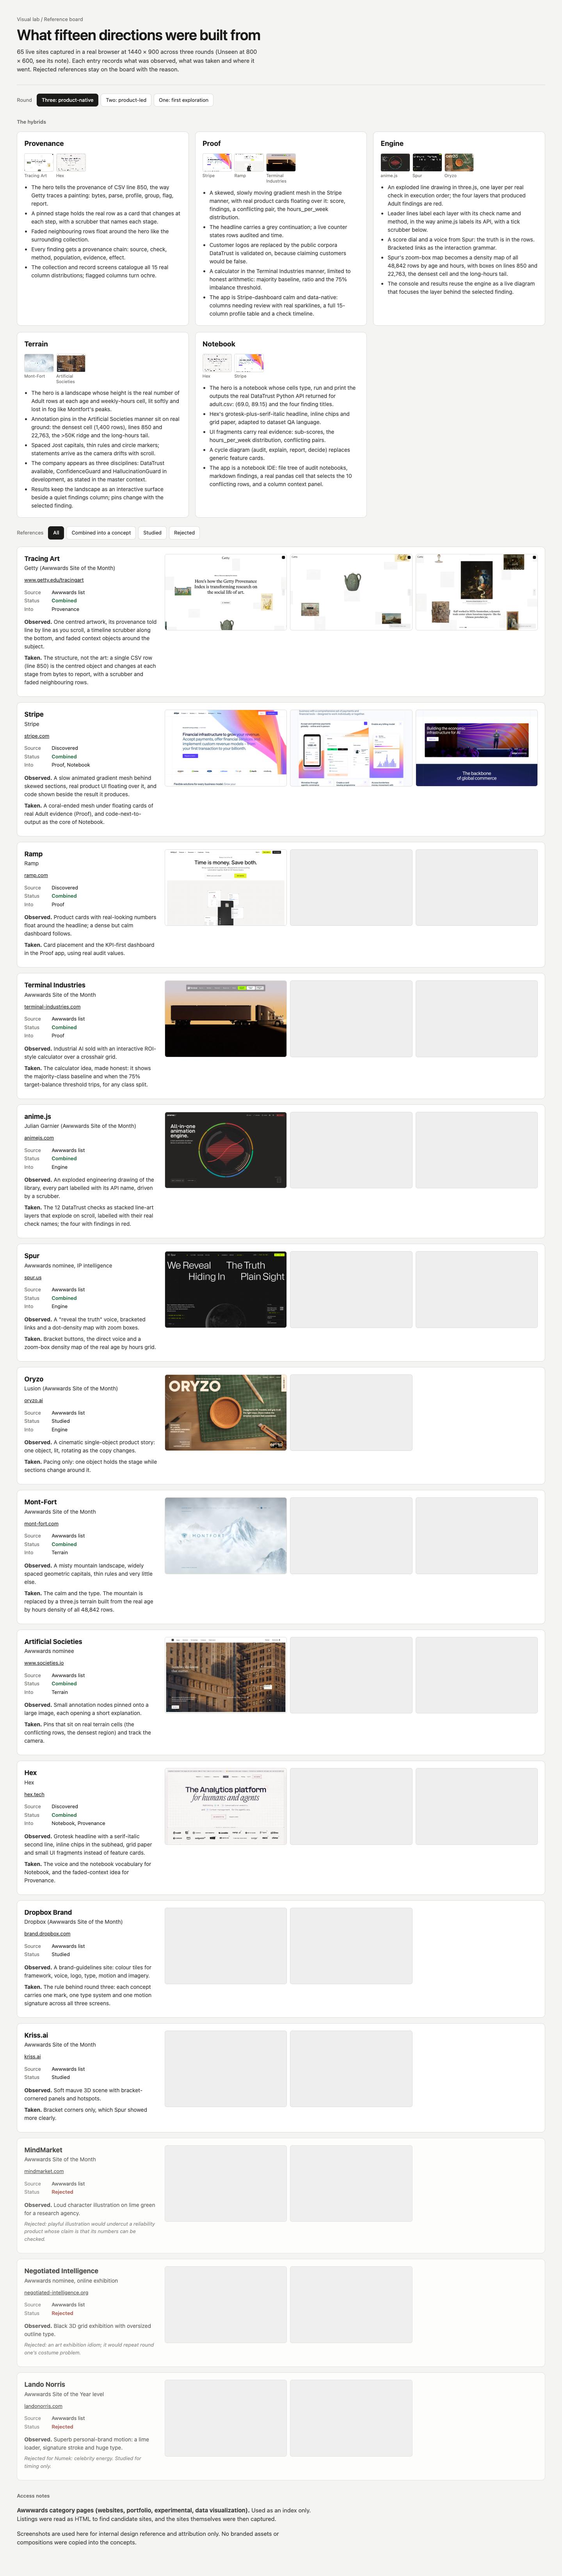 Visual lab / Reference board
What fifteen directions were built from
65 live sites captured in a real browser at 1440 × 900 across three rounds (Unseen at 800
× 600, see its note). Each entry records what was observed, what was taken and where it
went. Rejected references stay on the board with the reason.
Round
Three: product-native
Two: product-led
One: first exploration
The hybrids
Provenance
Tracing Art
Hex
The hero tells the provenance of CSV line 850, the way
Getty traces a painting: bytes, parse, profile, group, flag,
report.
A pinned stage holds the real row as a card that changes at
each step, with a scrubber that names each stage.
Faded neighbouring rows float around the hero like the
surrounding collection.
Every finding gets a provenance chain: source, check,
method, population, evidence, effect.
The collection and record screens catalogue all 15 real
column distributions; flagged columns turn ochre.
Proof
Stripe
Ramp
Terminal
Industries
A skewed, slowly moving gradient mesh in the Stripe
manner, with real product cards floating over it: score,
findings, a conflicting pair, the hours_per_week
distribution.
The headline carries a grey continuation; a live counter
states rows audited and time.
Customer logos are replaced by the public corpora
DataTrust is validated on, because claiming customers
would be false.
A calculator in the Terminal Industries manner, limited to
honest arithmetic: majority baseline, ratio and the 75%
imbalance threshold.
The app is Stripe-dashboard calm and data-native:
columns needing review with real sparklines, a full 15-
column profile table and a check timeline.
Engine
anime.js
Spur
Oryzo
An exploded line drawing in three.js, one layer per real
check in execution order; the four layers that produced
Adult findings are red.
Leader lines label each layer with its check name and
method, in the way anime.js labels its API, with a tick
scrubber below.
A score dial and a voice from Spur: the truth is in the rows.
Bracketed links as the interaction grammar.
Spur's zoom-box map becomes a density map of all
48,842 rows by age and hours, with boxes on lines 850 and
22,763, the densest cell and the long-hours tail.
The console and results reuse the engine as a live diagram
that focuses the layer behind the selected finding.
Terrain
Mont-Fort
Artificial
Societies
The hero is a landscape whose height is the real number of
Adult rows at each age and weekly-hours cell, lit softly and
lost in fog like Montfort's peaks.
Annotation pins in the Artificial Societies manner sit on real
ground: the densest cell (1,400 rows), lines 850 and
22,763, the >50K ridge and the long-hours tail.
Spaced Jost capitals, thin rules and circle markers;
statements arrive as the camera drifts with scroll.
The company appears as three disciplines: DataTrust
available, ConfidenceGuard and HallucinationGuard in
development, as stated in the master context.
Results keep the landscape as an interactive surface
beside a quiet findings column; pins change with the
selected finding.
Notebook
Hex
Stripe
The hero is a notebook whose cells type, run and print the
outputs the real DataTrust Python API returned for
adult.csv: (69.0, 89.15) and the four finding titles.
Hex's grotesk-plus-serif-italic headline, inline chips and
grid paper, adapted to dataset QA language.
UI fragments carry real evidence: sub-scores, the
hours_per_week distribution, conflicting pairs.
A cycle diagram (audit, explain, report, decide) replaces
generic feature cards.
The app is a notebook IDE: file tree of audit notebooks,
markdown findings, a real pandas cell that selects the 10
conflicting rows, and a column context panel.
References
All
Combined into a concept
Studied
Rejected
Tracing Art
Getty (Awwwards Site of the Month)
www.getty.edu/tracingart
Source Awwwards list
Status Combined
Into Provenance
Observed. One centred artwork, its provenance told
line by line as you scroll, a timeline scrubber along
the bottom, and faded context objects around the
subject.
Taken. The structure, not the art: a single CSV row
(line 850) is the centred object and changes at each
stage from bytes to report, with a scrubber and
faded neighbouring rows.
Here's how the Getty Provenance
Index is transforming research on
the social life of art.
Stripe
Stripe
stripe.com
Source Discovered
Status Combined
Into Proof, Notebook
Observed. A slow animated gradient mesh behind
skewed sections, real product UI floating over it, and
code shown beside the result it produces.
Taken. A coral-ended mesh under floating cards of
real Adult evidence (Proof), and code-next-to-
output as the core of Notebook.
Financial infrastructure to grow your revenue.
Building the economic
infrastructure for AI
The backbone
of global commerce
Ramp
Ramp
ramp.com
Source Discovered
Status Combined
Into Proof
Observed. Product cards with real-looking numbers
float around the headline; a dense but calm
dashboard follows.
Taken. Card placement and the KPI-first dashboard
in the Proof app, using real audit values.
Time is money. Save both.
Terminal Industries
Awwwards Site of the Month
terminal-industries.com
Source Awwwards list
Status Combined
Into Proof
Observed. Industrial AI sold with an interactive ROI-
style calculator over a crosshair grid.
Taken. The calculator idea, made honest: it shows
the majority-class baseline and when the 75%
target-balance threshold trips, for any class split.
anime.js
Julian Garnier (Awwwards Site of the Month)
animejs.com
Source Awwwards list
Status Combined
Into Engine
Observed. An exploded engineering drawing of the
library, every part labelled with its API name, driven
by a scrubber.
Taken. The 12 DataTrust checks as stacked line-art
layers that explode on scroll, labelled with their real
check names; the four with findings in red.
All-in-one
animation
engine.
Spur
Awwwards nominee, IP intelligence
spur.us
Source Awwwards list
Status Combined
Into Engine
Observed. A "reveal the truth" voice, bracketed
links and a dot-density map with zoom boxes.
Taken. Bracket buttons, the direct voice and a
zoom-box density map of the real age by hours grid.
We Reveal The Truth
Hiding In Plain Sight
Oryzo
Lusion (Awwwards Site of the Month)
oryzo.ai
Source Awwwards list
Status Studied
Into Engine
Observed. A cinematic single-object product story:
one object, lit, rotating as the copy changes.
Taken. Pacing only: one object holds the stage while
sections change around it.
ORYZO
Mont-Fort
Awwwards Site of the Month
mont-fort.com
Source Awwwards list
Status Combined
Into Terrain
Observed. A misty mountain landscape, widely
spaced geometric capitals, thin rules and very little
else.
Taken. The calm and the type. The mountain is
replaced by a three.js terrain built from the real age by
hours density of all 48,842 rows.
MONTFORT
Artificial Societies
Awwwards nominee
www.societies.io
Source Awwwards list
Status Combined
Into Terrain
Observed. Small annotation nodes pinned onto a
large image, each opening a short explanation.
Taken. Pins that sit on real terrain cells (the
conflicting rows, the densest region) and track the
camera.
Hex
Hex
hex.tech
Source Discovered
Status Combined
Into Notebook, Provenance
Observed. Grotesk headline with a serif-italic
second line, inline chips in the subhead, grid paper
and small UI fragments instead of feature cards.
Taken. The voice and the notebook vocabulary for
Notebook, and the faded-context idea for
Provenance.
The Analytics platform
for humans and agents
Dropbox Brand
Dropbox (Awwwards Site of the Month)
brand.dropbox.com
Source Awwwards list
Status Studied
Observed. A brand-guidelines site: colour tiles for
framework, voice, logo, type, motion and imagery.
Taken. The rule behind round three: each concept
carries one mark, one type system and one motion
signature across all three screens.
Kriss.ai
Awwwards Site of the Month
kriss.ai
Source Awwwards list
Status Studied
Observed. Soft mauve 3D scene with bracket-
cornered panels and hotspots.
Taken. Bracket corners only, which Spur showed
more clearly.
MindMarket
Awwwards Site of the Month
mindmarket.com
Source Awwwards list
Status Rejected
Observed. Loud character illustration on lime green
for a research agency.
Rejected: playful illustration would undercut a reliability
product whose claim is that its numbers can be
checked.
Negotiated Intelligence
Awwwards nominee, online exhibition
negotiated-intelligence.org
Source Awwwards list
Status Rejected
Observed. Black 3D grid exhibition with oversized
outline type.
Rejected: an art exhibition idiom; it would repeat round
one's costume problem.
Lando Norris
Awwwards Site of the Year level
landonorris.com
Source Awwwards list
Status Rejected
Observed. Superb personal-brand motion: a lime
loader, signature stroke and huge type.
Rejected for Numek: celebrity energy. Studied for
timing only.
Access notes
Awwwards category pages (websites, portfolio, experimental, data visualization). Used as an index only.
Listings were read as HTML to find candidate sites, and the sites themselves were then captured.
Screenshots are used here for internal design reference and attribution only. No branded assets or
compositions were copied into the concepts.